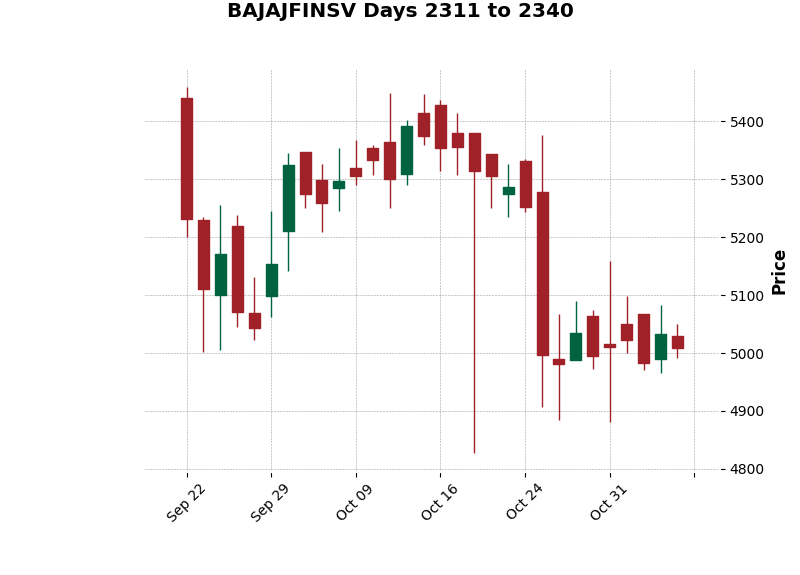 BAJAJFINSV Days 2311 to 2340
5400
5300
5200
5100
5000
4900
4800
Price
Sep 22
Sep 29
Oct 09
Oct 16
Oct 24
Oct 31